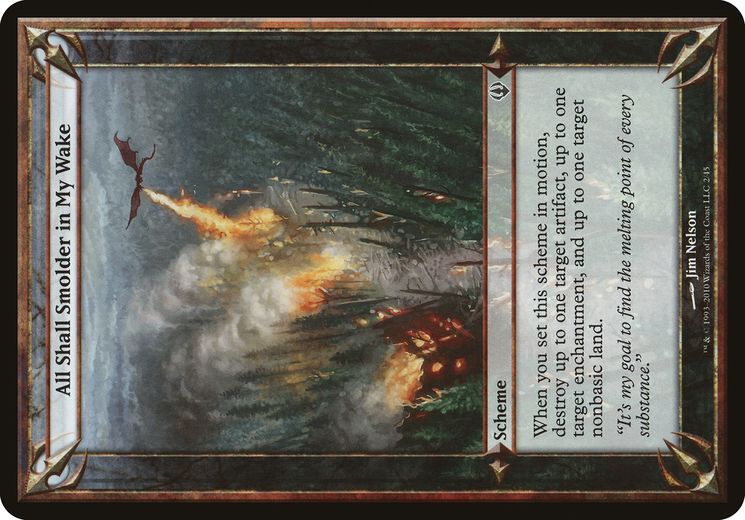 All Shall Smolder in My Wake
Scheme
When you set this scheme in motion,
destroy up to one target artifact, up to one
target enchantment, and up to one target
nonbasic land.
“It’s my goal to find the melting point of every
substance.”
Jim Nelson
™ & © 1993–2010 Wizards of the Coast LLC 2/45